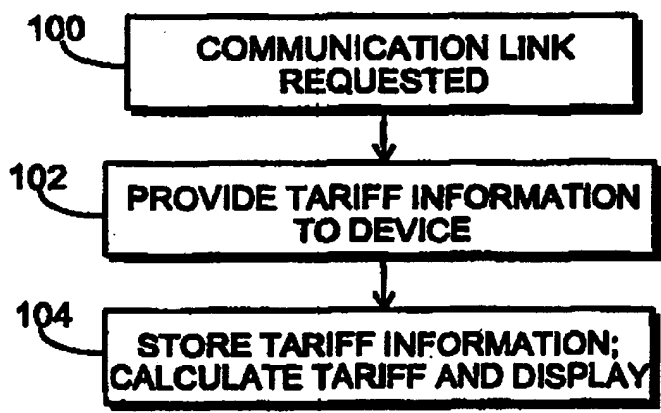 100
COMMUNICATION LINK
REQUESTED
102
PROVIDE TARIFF INFORMATION
TO DEVICE
104
STORE TARIFF INFORMATION;
CALCULATE TARIFF AND DISPLAY